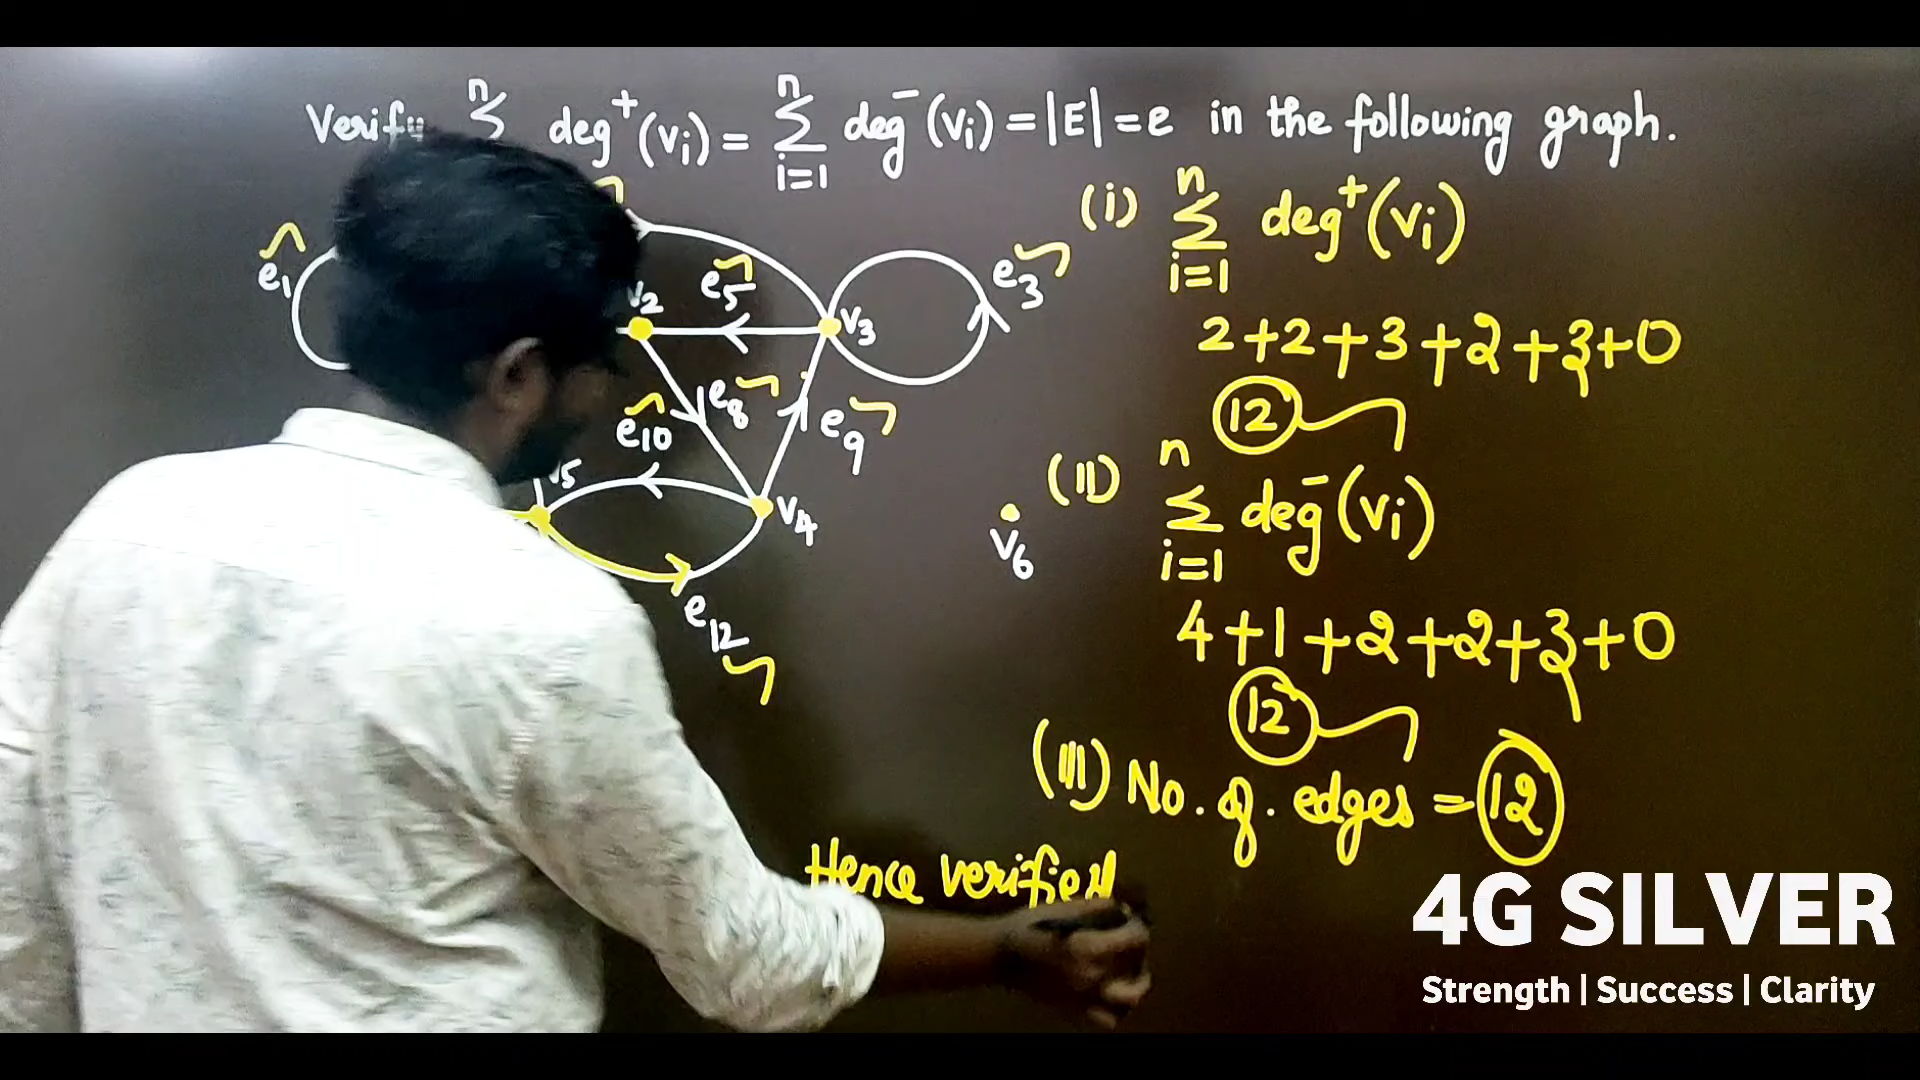 Verify n Σ deg⁺(vᵢ) = n Σ i=1 deg⁻(vᵢ) = |E| = e in the following graph.
(i) n Σ i=1 deg⁺(vᵢ)
e₁
e₃
e₅
v₂
v₃
2+2+3+2+3+0
e₈
e₁₀
e₉
12
(II) n Σ i=1 deg⁻(vᵢ)
v₅
v₄
v₆
e₁₂
4+1+2+2+3+0
12
(III) No. of. edges = 12
Hence verified
4G SILVER
Strength | Success | Clarity